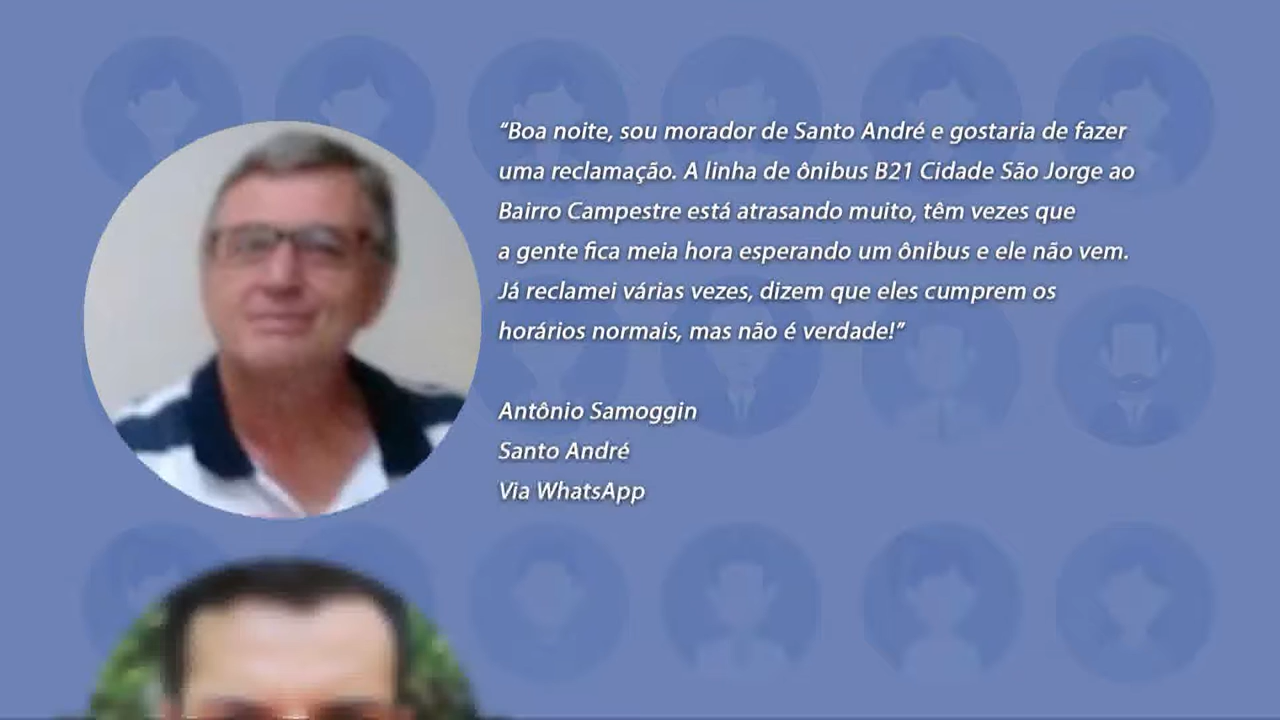 “Boa noite, sou morador de Santo André e gostaria de fazer
uma reclamação. A linha de ônibus B21 Cidade São Jorge ao
Bairro Campestre está atrasando muito, têm vezes que
a gente fica meia hora esperando um ônibus e ele não vem.
Já reclamei várias vezes, dizem que eles cumprem os
horários normais, mas não é verdade!”
Antônio Samoggin
Santo André
Via WhatsApp